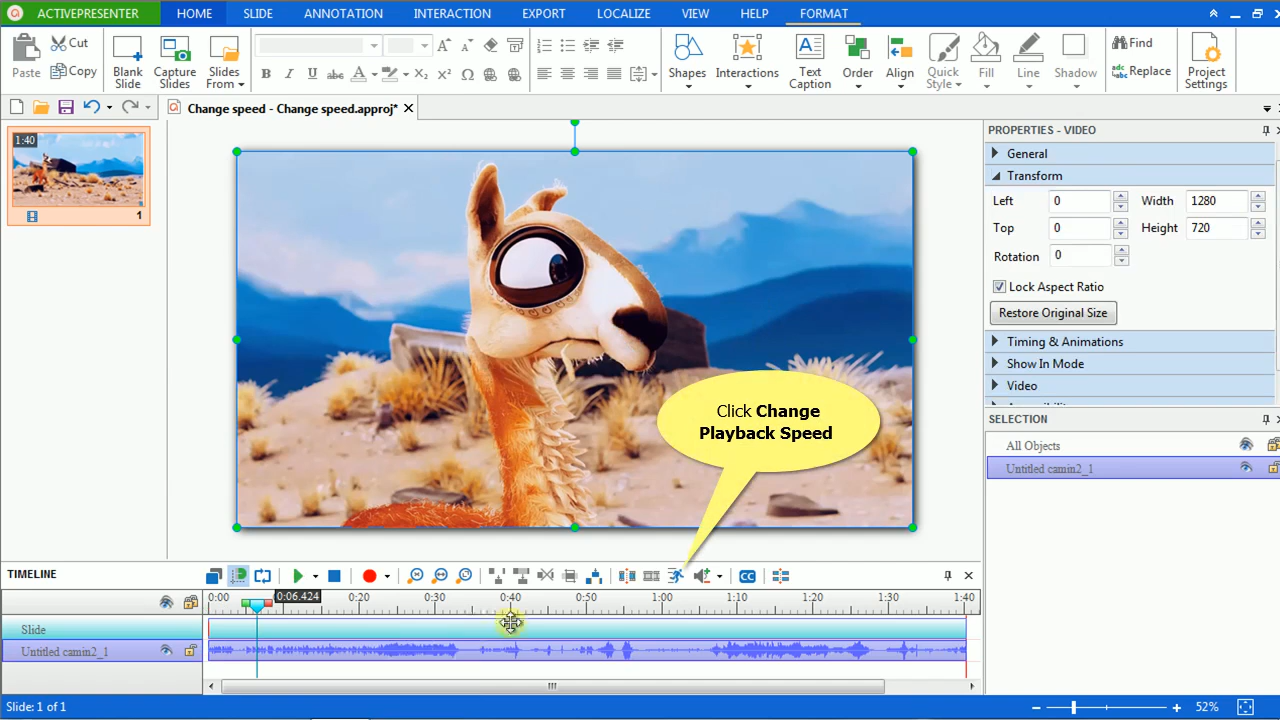 ACTIVEPRESENTER HOME SLIDE ANNOTATION INTERACTION EXPORT LOCALIZE VIEW HELP FORMAT
Paste
Cut
Copy
Blank Slide
Capture Slides
Slides From
B I U abc A X₂ X² Ω
Shapes
Interactions
Text Caption
Order
Align
Quick Style
Fill
Line
Shadow
Find
Replace
Project Settings
Change speed - Change speed.approj*
1:40
1
Click Change
Playback Speed
PROPERTIES - VIDEO
General
Transform
Left 0 Width 1280
Top 0 Height 720
Rotation 0
Lock Aspect Ratio
Restore Original Size
Timing & Animations
Show In Mode
Video
SELECTION
All Objects
Untitled camin2_1
TIMELINE
CC
0:00 0:06.424 0:20 0:30 0:40 0:50 1:00 1:10 1:20 1:30 1:40
Slide
Untitled camin2_1
Slide: 1 of 1
52%